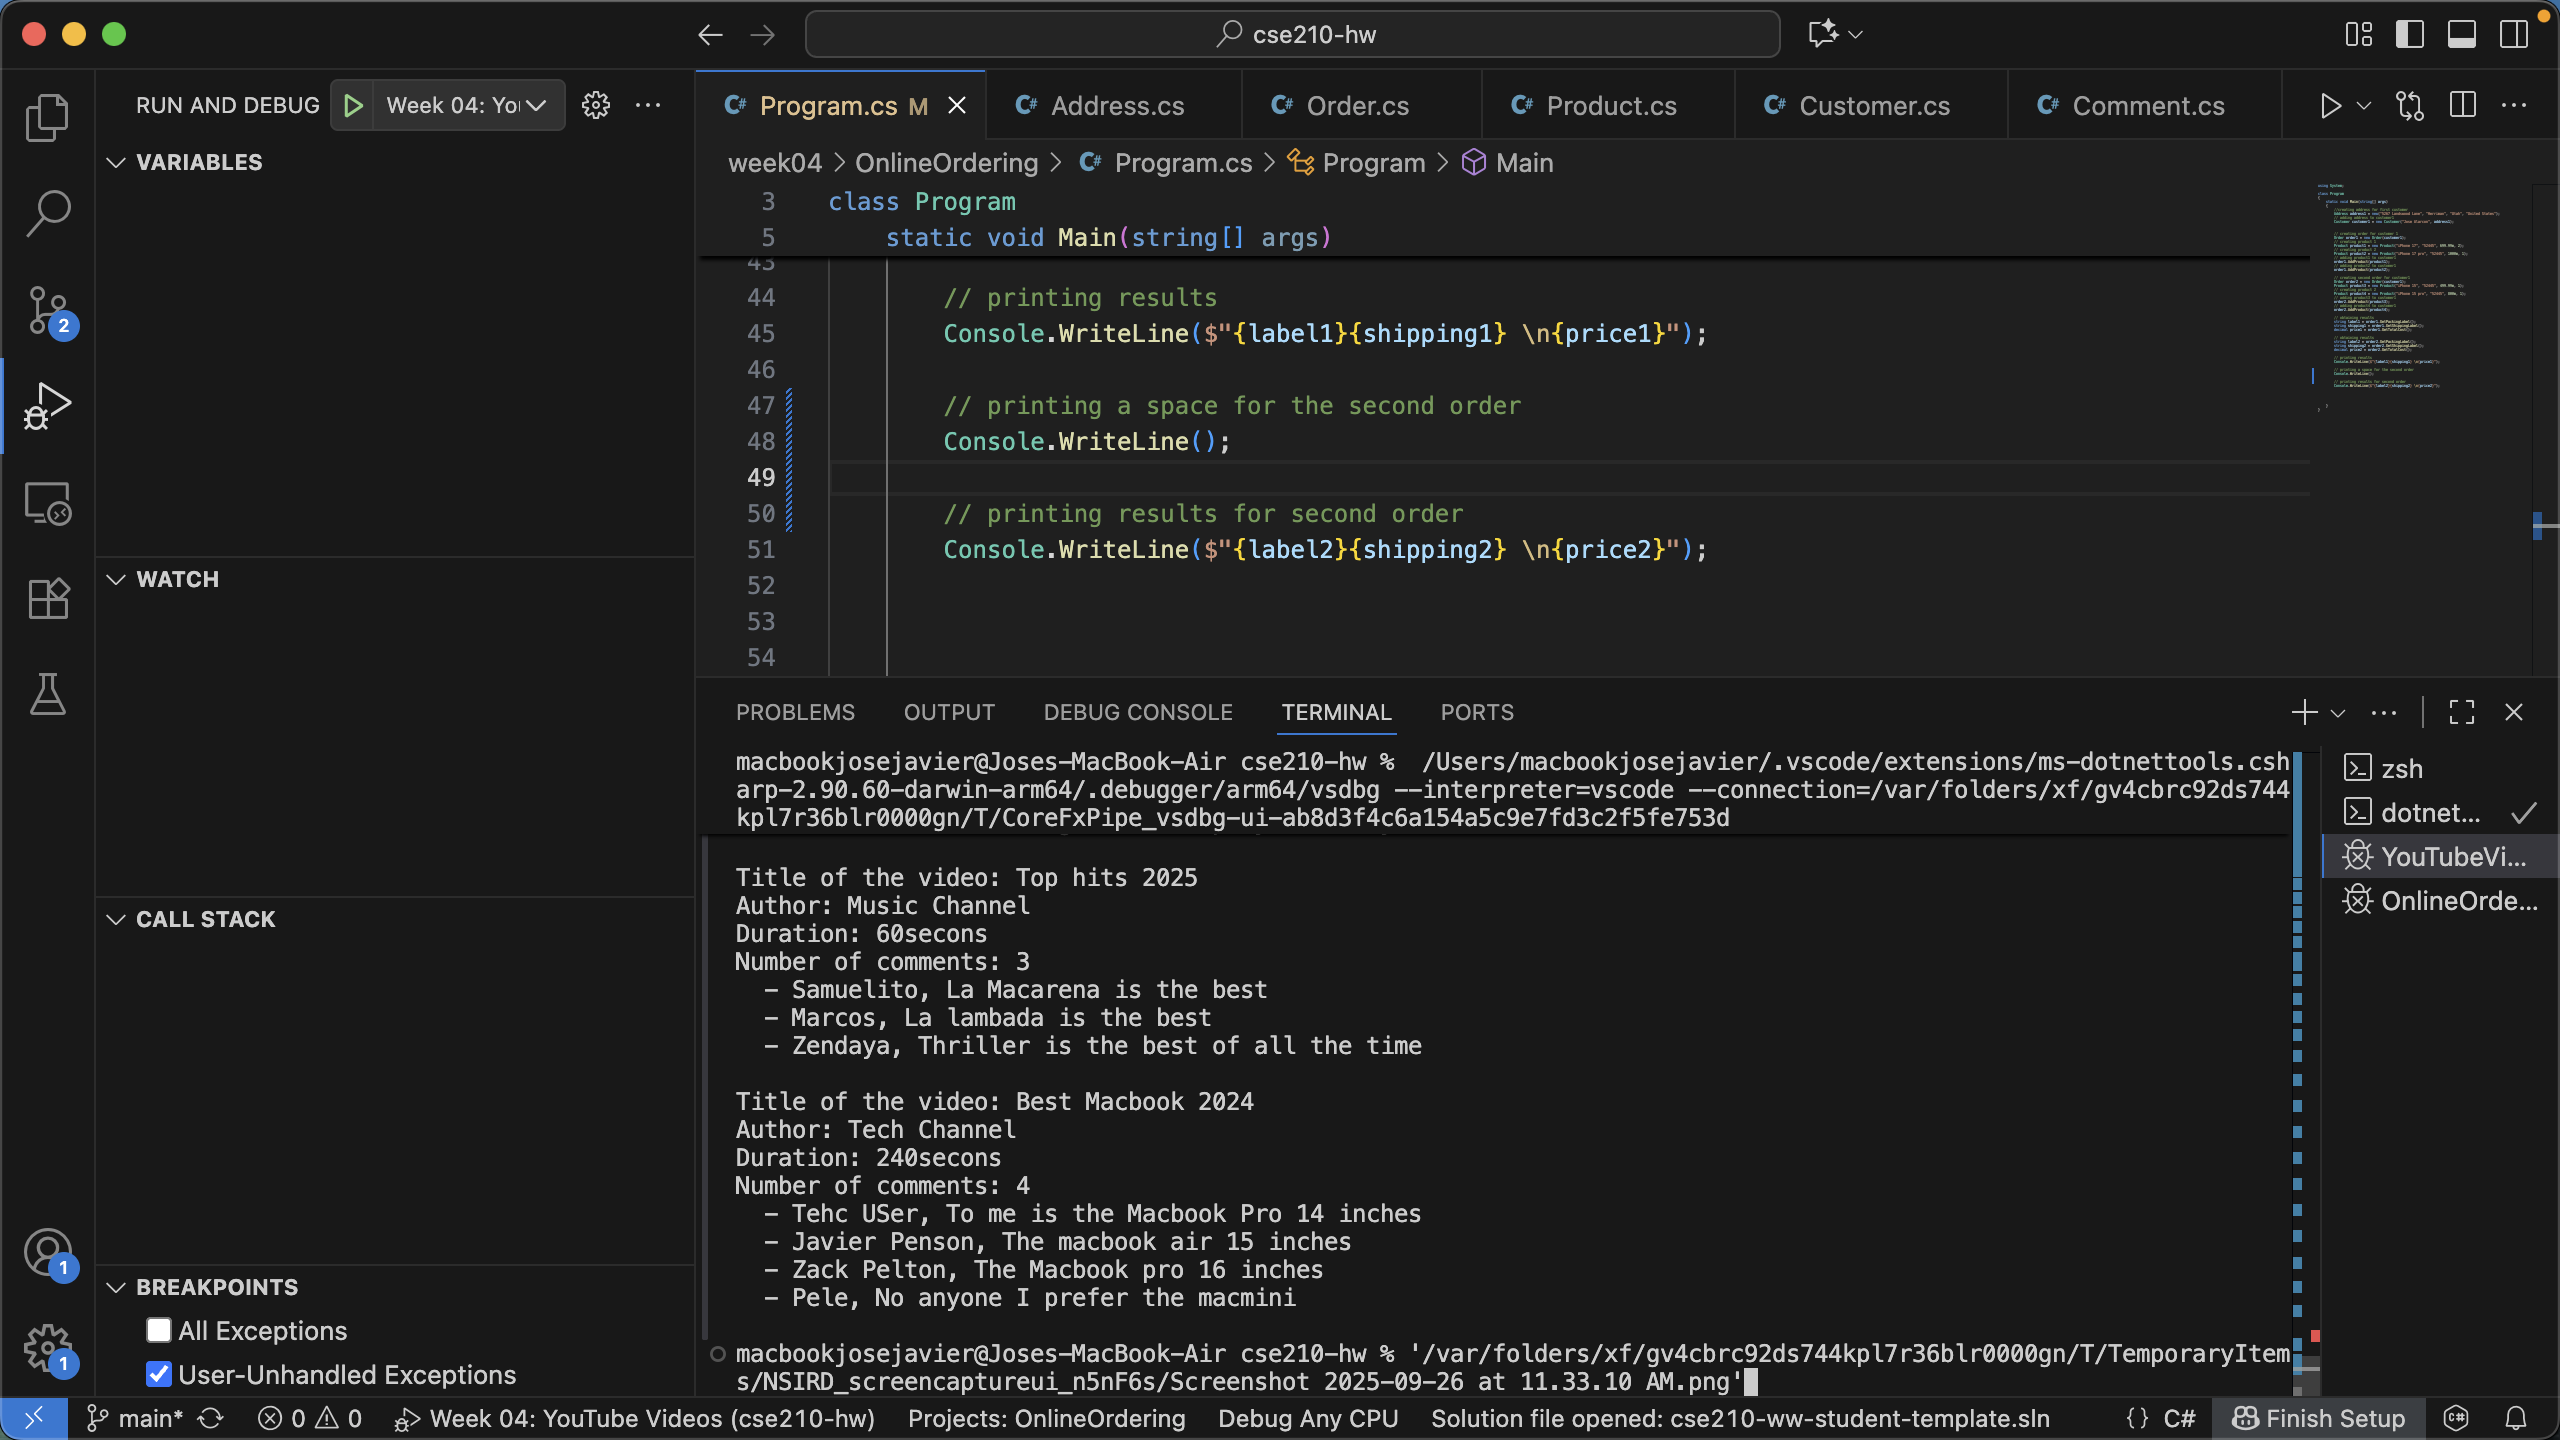 cse210-hw
RUN AND DEBUG
Week 04: Yo
VARIABLES
WATCH
CALL STACK
BREAKPOINTS
All Exceptions
User-Unhandled Exceptions
2
1
1
C# Program.cs M
C# Address.cs
C# Order.cs
C# Product.cs
C# Customer.cs
C# Comment.cs
week04 > OnlineOrdering > C# Program.cs > Program > Main
3 class Program
5 static void Main(string[] args)
43
44 // printing results
45 Console.WriteLine($"{label1}{shipping1} \n{price1}");
46
47 // printing a space for the second order
48 Console.WriteLine();
49
50 // printing results for second order
51 Console.WriteLine($"{label2}{shipping2} \n{price2}");
52
53
54
PROBLEMS OUTPUT DEBUG CONSOLE TERMINAL PORTS
macbookjosejavier@Joses-MacBook-Air cse210-hw %  /Users/macbookjosejavier/.vscode/extensions/ms-dotnettools.csh
arp-2.90.60-darwin-arm64/.debugger/arm64/vsdbg --interpreter=vscode --connection=/var/folders/xf/gv4cbrc92ds744
kpl7r36blr0000gn/T/CoreFxPipe_vsdbg-ui-ab8d3f4c6a154a5c9e7fd3c2f5fe753d
Title of the video: Top hits 2025
Author: Music Channel
Duration: 60secons
Number of comments: 3
- Samuelito, La Macarena is the best
- Marcos, La lambada is the best
- Zendaya, Thriller is the best of all the time
Title of the video: Best Macbook 2024
Author: Tech Channel
Duration: 240secons
Number of comments: 4
- Tehc USer, To me is the Macbook Pro 14 inches
- Javier Penson, The macbook air 15 inches
- Zack Pelton, The Macbook pro 16 inches
- Pele, No anyone I prefer the macmini
macbookjosejavier@Joses-MacBook-Air cse210-hw % '/var/folders/xf/gv4cbrc92ds744kpl7r36blr0000gn/T/TemporaryItem
s/NSIRD_screencaptureui_n5nF6s/Screenshot 2025-09-26 at 11.33.10 AM.png'
zsh
dotnet...
YouTubeVi...
OnlineOrde...
main* 0 0 Week 04: YouTube Videos (cse210-hw) Projects: OnlineOrdering Debug Any CPU Solution file opened: cse210-ww-student-template.sln {} C# Finish Setup